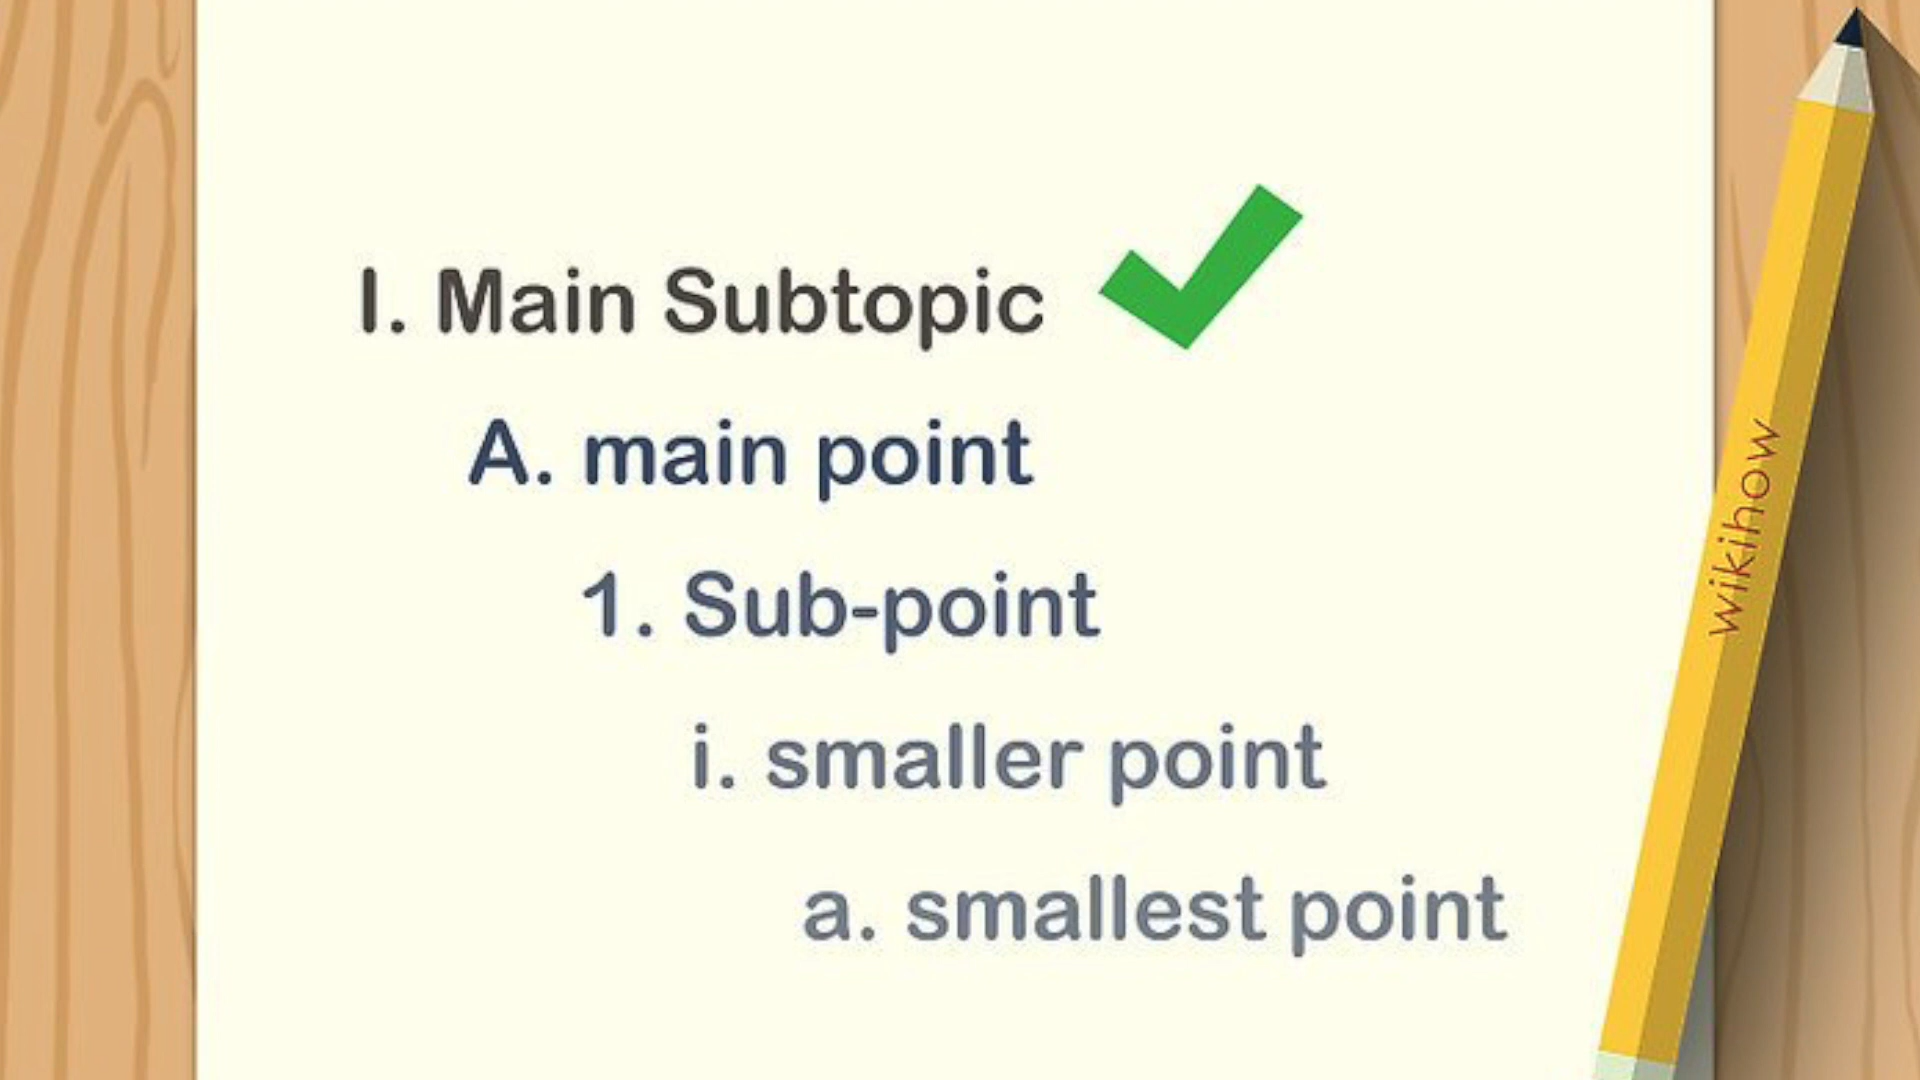 I. Main Subtopic
A. main point
1. Sub-point
i. smaller point
a. smallest point
wikihow